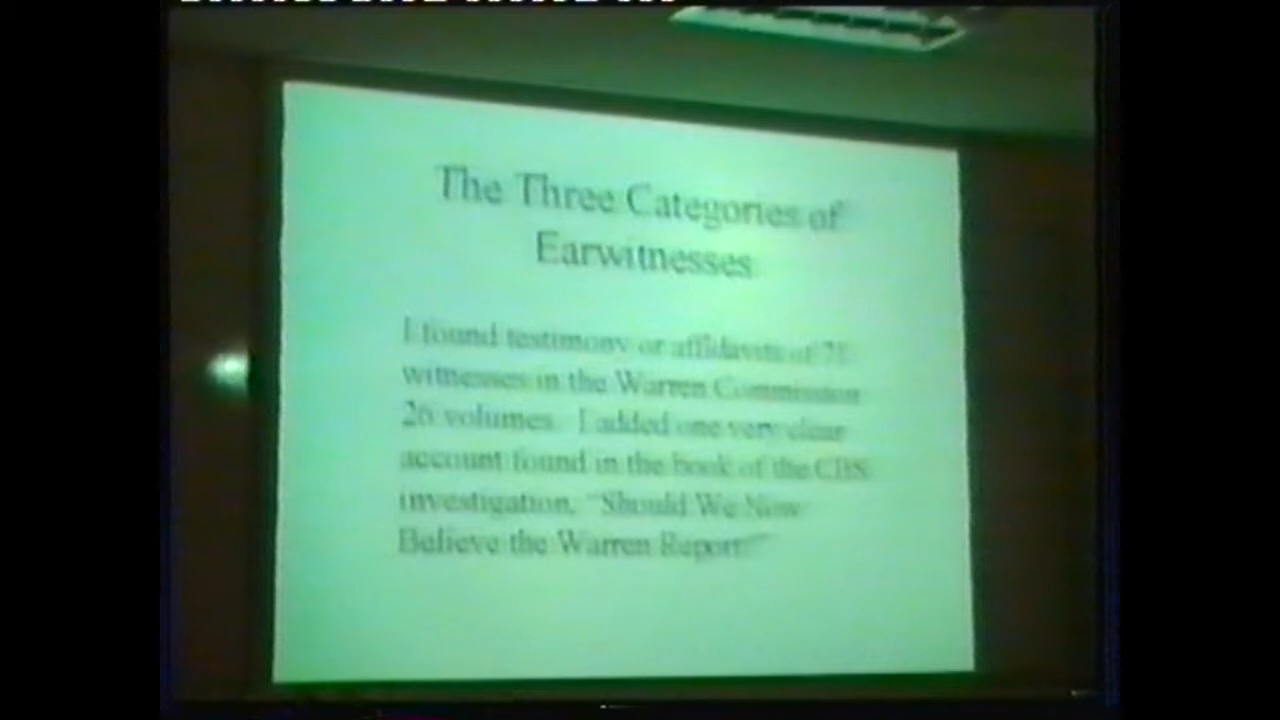 The Three Categories of
Earwitnesses
I found testimony or affidavits of
witnesses in the Warren Commission
26 volumes. I added one very clear
account found in the book of the CBS
investigation, "Should We Now
Believe the Warren Report?"